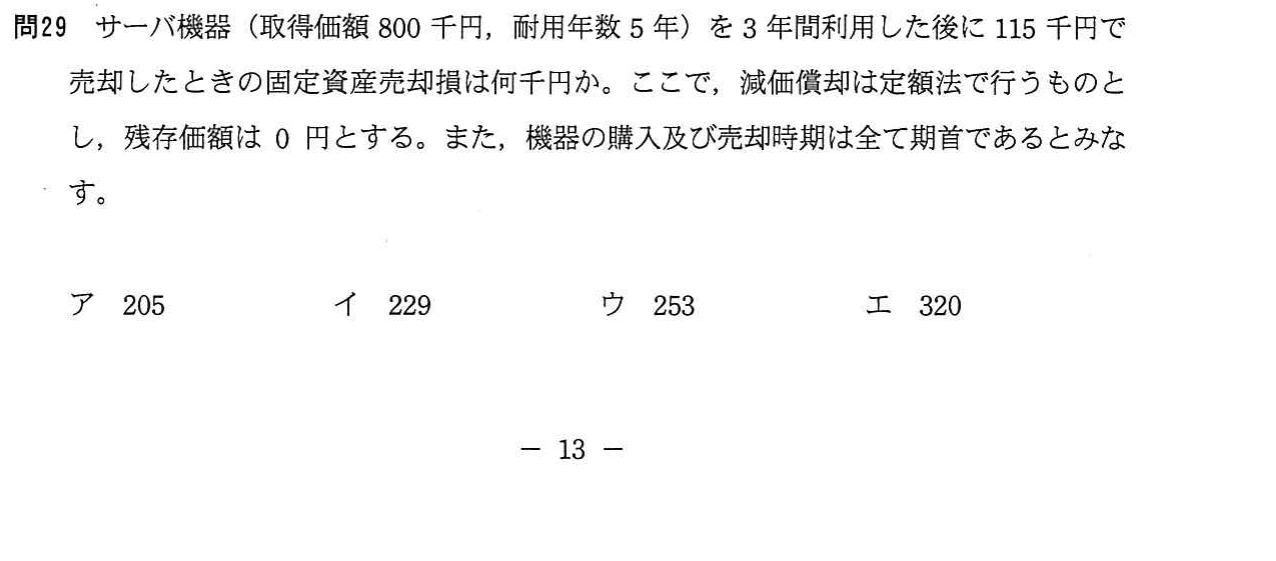 問29 サーバ機器（取得価額 800 千円，耐用年数 5 年）を 3 年間利用した後に 115 千円で
売却したときの固定資産売却損は何千円か。ここで，減価償却は定額法で行うものと
し，残存価額は 0 円とする。また，機器の購入及び売却時期は全て期首であるとみな
す。
ア 205 イ 229 ウ 253 エ 320
－ 13 －